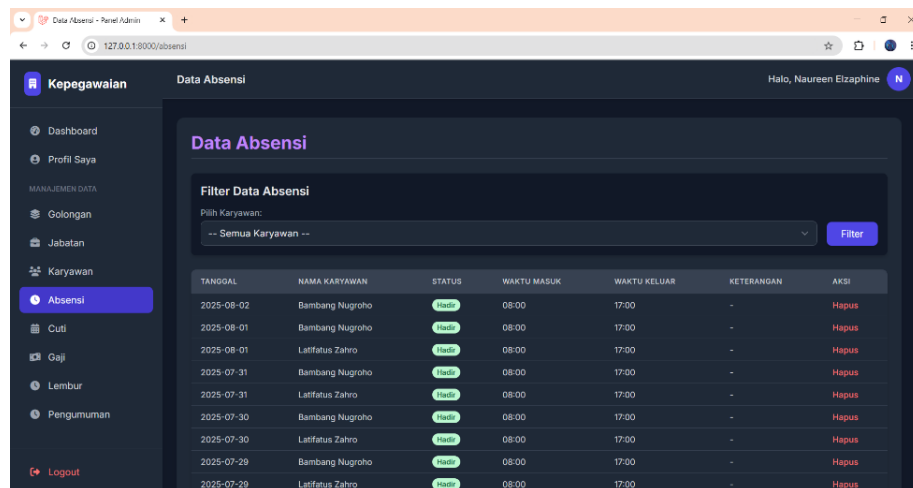 Data Absensi - Panel Admin
127.0.0.1:8000/absensi
Kepegawaian
Data Absensi
Halo, Naureen Elzaphine N
Dashboard
Profil Saya
MANAJEMEN DATA
Golongan
Jabatan
Karyawan
Absensi
Cuti
Gaji
Lembur
Pengumuman
Logout
Data Absensi
Filter Data Absensi
Pilih Karyawan:
-- Semua Karyawan -- Filter
TANGGAL NAMA KARYAWAN STATUS WAKTU MASUK WAKTU KELUAR KETERANGAN AKSI
2025-08-02 Bambang Nugroho Hadir 08:00 17:00 - Hapus
2025-08-01 Bambang Nugroho Hadir 08:00 17:00 - Hapus
2025-08-01 Latifatus Zahro Hadir 08:00 17:00 - Hapus
2025-07-31 Bambang Nugroho Hadir 08:00 17:00 - Hapus
2025-07-31 Latifatus Zahro Hadir 08:00 17:00 - Hapus
2025-07-30 Bambang Nugroho Hadir 08:00 17:00 - Hapus
2025-07-30 Latifatus Zahro Hadir 08:00 17:00 - Hapus
2025-07-29 Bambang Nugroho Hadir 08:00 17:00 - Hapus
2025-07-29 Latifatus Zahro Hadir 08:00 17:00 - Hapus